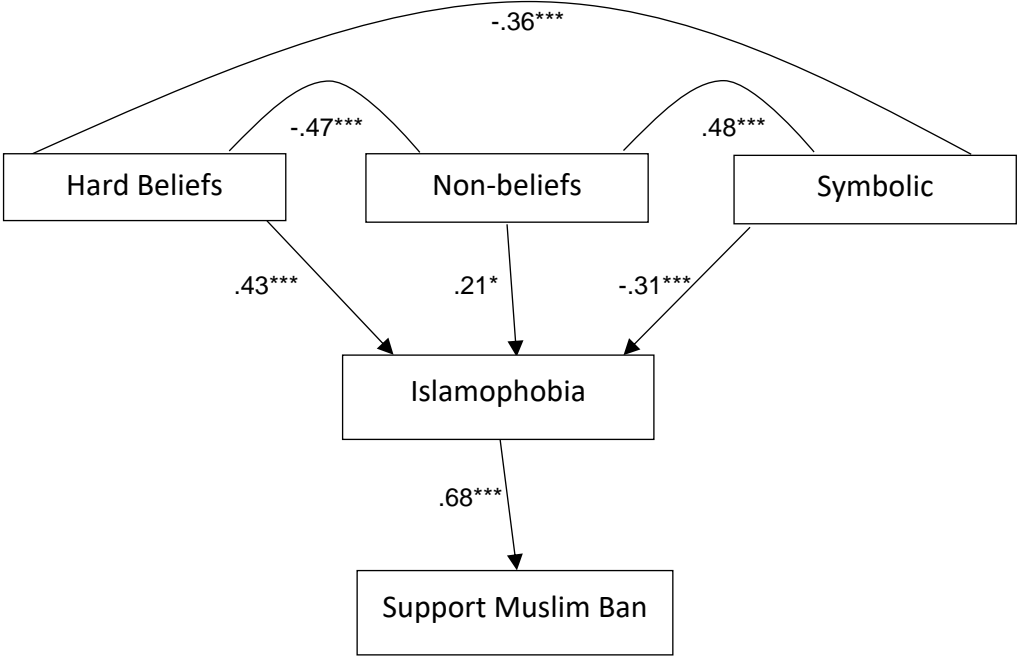 -.36***
-.47***
.48***
Hard Beliefs
Non-beliefs
Symbolic
.43***
.21*
-.31***
Islamophobia
.68***
Support Muslim Ban